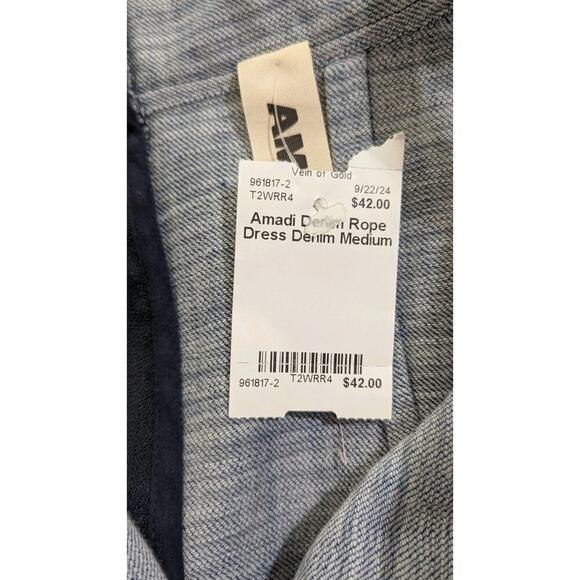 AM
Vein of Gold
961817-2 9/22/24
T2WRR4 $42.00
Amadi Denim Rope
Dress Denim Medium
961817-2 T2WRR4 $42.00